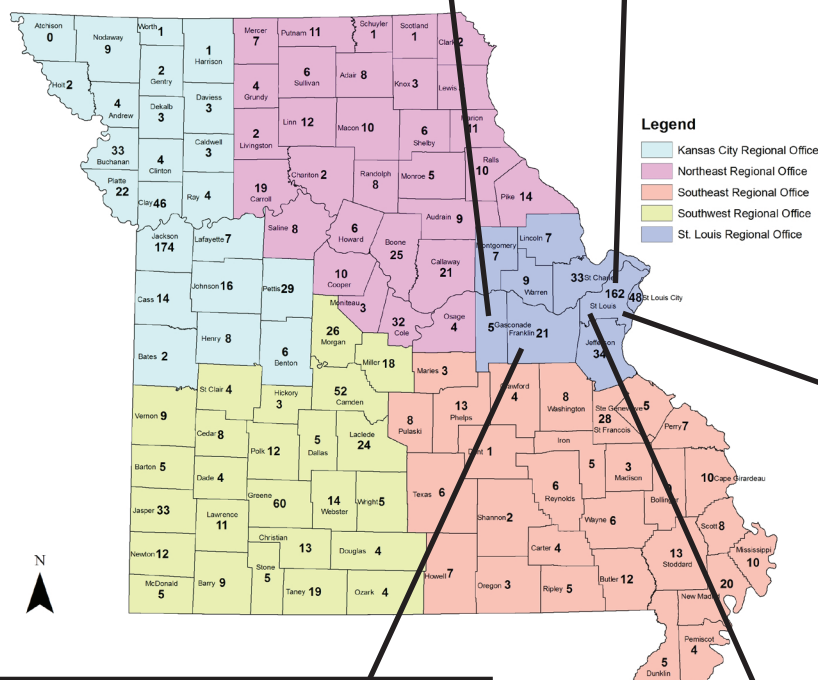 Atchison
0
Nodaway
9
Worth 1
1
Harrison
Mercer
7
Putnam 11
Schuyler
1
Scotland
1
Clark 2
Holt 2
4
Andrew
2
Gentry
Dekalb
3
Daviess
3
4
Grundy
6
Sullivan
Adair 8
Knox 3
Lewis
33
Buchanan
4
Clinton
Caldwell
3
2
Livingston
Linn 12
Macon 10
6
Shelby
Marion
11
Platte
22
Clay 46
Ray 4
19
Carroll
Chariton 2
Randolph
8
Monroe 5
Ralls
10
Pike 14
Jackson
174
Lafayette 7
Saline 8
6
Howard
Boone
25
Audrain 9
Callaway
21
Montgomery
7
Lincoln 7
9
Warren
33 St Charles
162
St Louis
48 St Louis City
Cass 14
Johnson 16
Pettis 29
10
Cooper
Moniteau
3
32
Cole
Osage
4
5 Gasconade
Franklin 21
Jefferson
34
Bates 2
Henry 8
6
Benton
26
Morgan
Miller 18
Maries 3
Crawford
4
8
Washington
Ste Genevieve 5
28
St Francois
Perry 7
Vernon 9
St Clair 4
Hickory
3
52
Camden
8
Pulaski
13
Phelps
Dent 1
Iron
5
3
Madison
Cedar 8
Polk 12
5
Dallas
Laclede
24
Barton 5
Dade 4
Greene
60
14
Webster
Wright 5
Texas 6
6
Reynolds
Bollinger
10 Cape Girardeau
Jasper 33
Lawrence
11
Shannon 2
Wayne 6
Scott 8
Mississippi
10
Newton 12
Christian
13
Douglas 4
Carter 4
13
Stoddard
McDonald
5
Barry 9
Stone
5
Taney 19
Ozark 4
Howell 7
Oregon 3
Ripley 5
Butler 12
20
New Madrid
Pemiscot
4
5
Dunklin
Legend
Kansas City Regional Office
Northeast Regional Office
Southeast Regional Office
Southwest Regional Office
St. Louis Regional Office
N